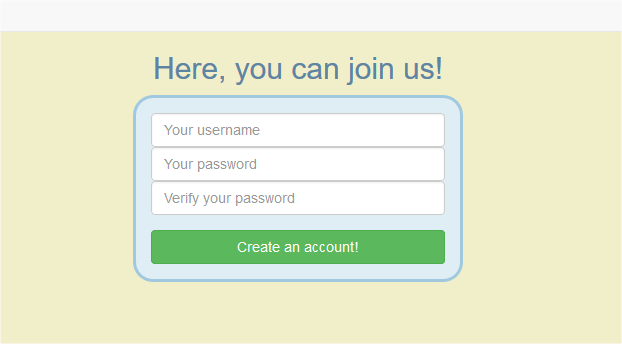 Here, you can join us!
Your username
Your password
Verify your password
Create an account!